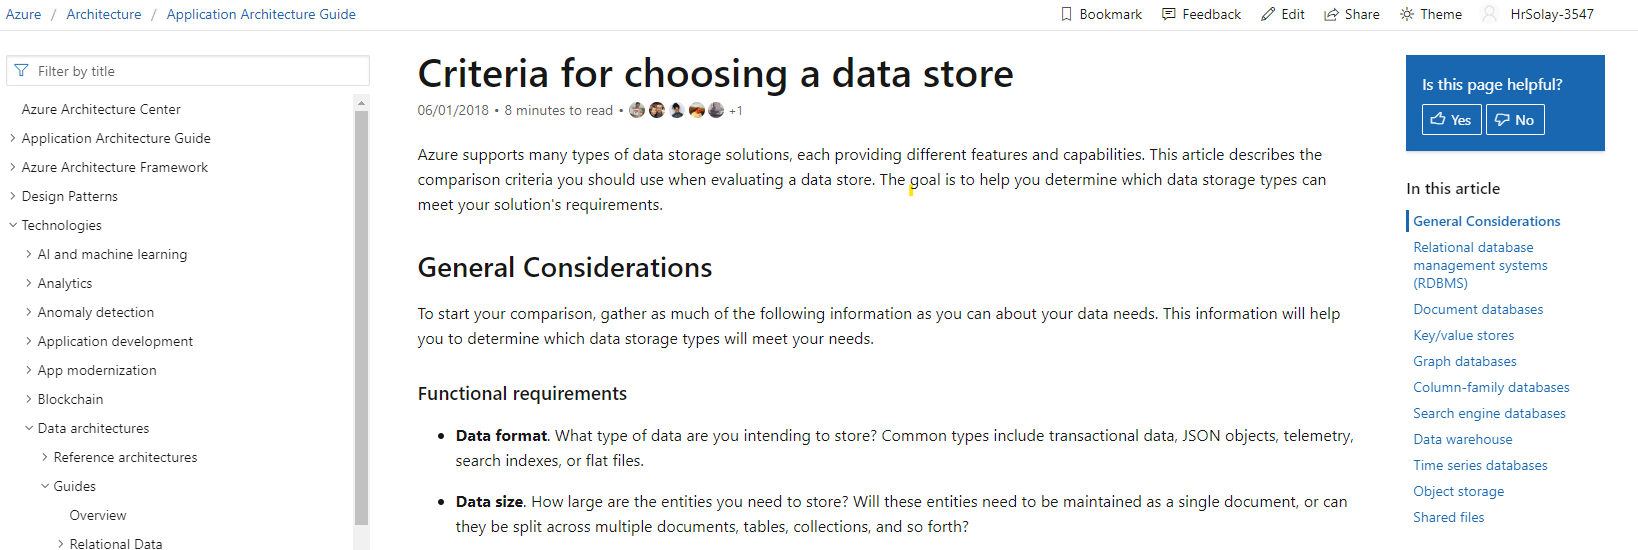 Azure / Architecture / Application Architecture Guide
Bookmark Feedback Edit Share Theme HrSolay-3547
Filter by title
Azure Architecture Center
Application Architecture Guide
Azure Architecture Framework
Design Patterns
Technologies
AI and machine learning
Analytics
Anomaly detection
Application development
App modernization
Blockchain
Data architectures
Reference architectures
Guides
Overview
Relational Data
Criteria for choosing a data store
06/01/2018 • 8 minutes to read • +1
Azure supports many types of data storage solutions, each providing different features and capabilities. This article describes the
comparison criteria you should use when evaluating a data store. The goal is to help you determine which data storage types can
meet your solution's requirements.
General Considerations
To start your comparison, gather as much of the following information as you can about your data needs. This information will help
you to determine which data storage types will meet your needs.
Functional requirements
• Data format. What type of data are you intending to store? Common types include transactional data, JSON objects, telemetry,
search indexes, or flat files.
• Data size. How large are the entities you need to store? Will these entities need to be maintained as a single document, or can
they be split across multiple documents, tables, collections, and so forth?
Is this page helpful?
Yes No
In this article
General Considerations
Relational database
management systems
(RDBMS)
Document databases
Key/value stores
Graph databases
Column-family databases
Search engine databases
Data warehouse
Time series databases
Object storage
Shared files